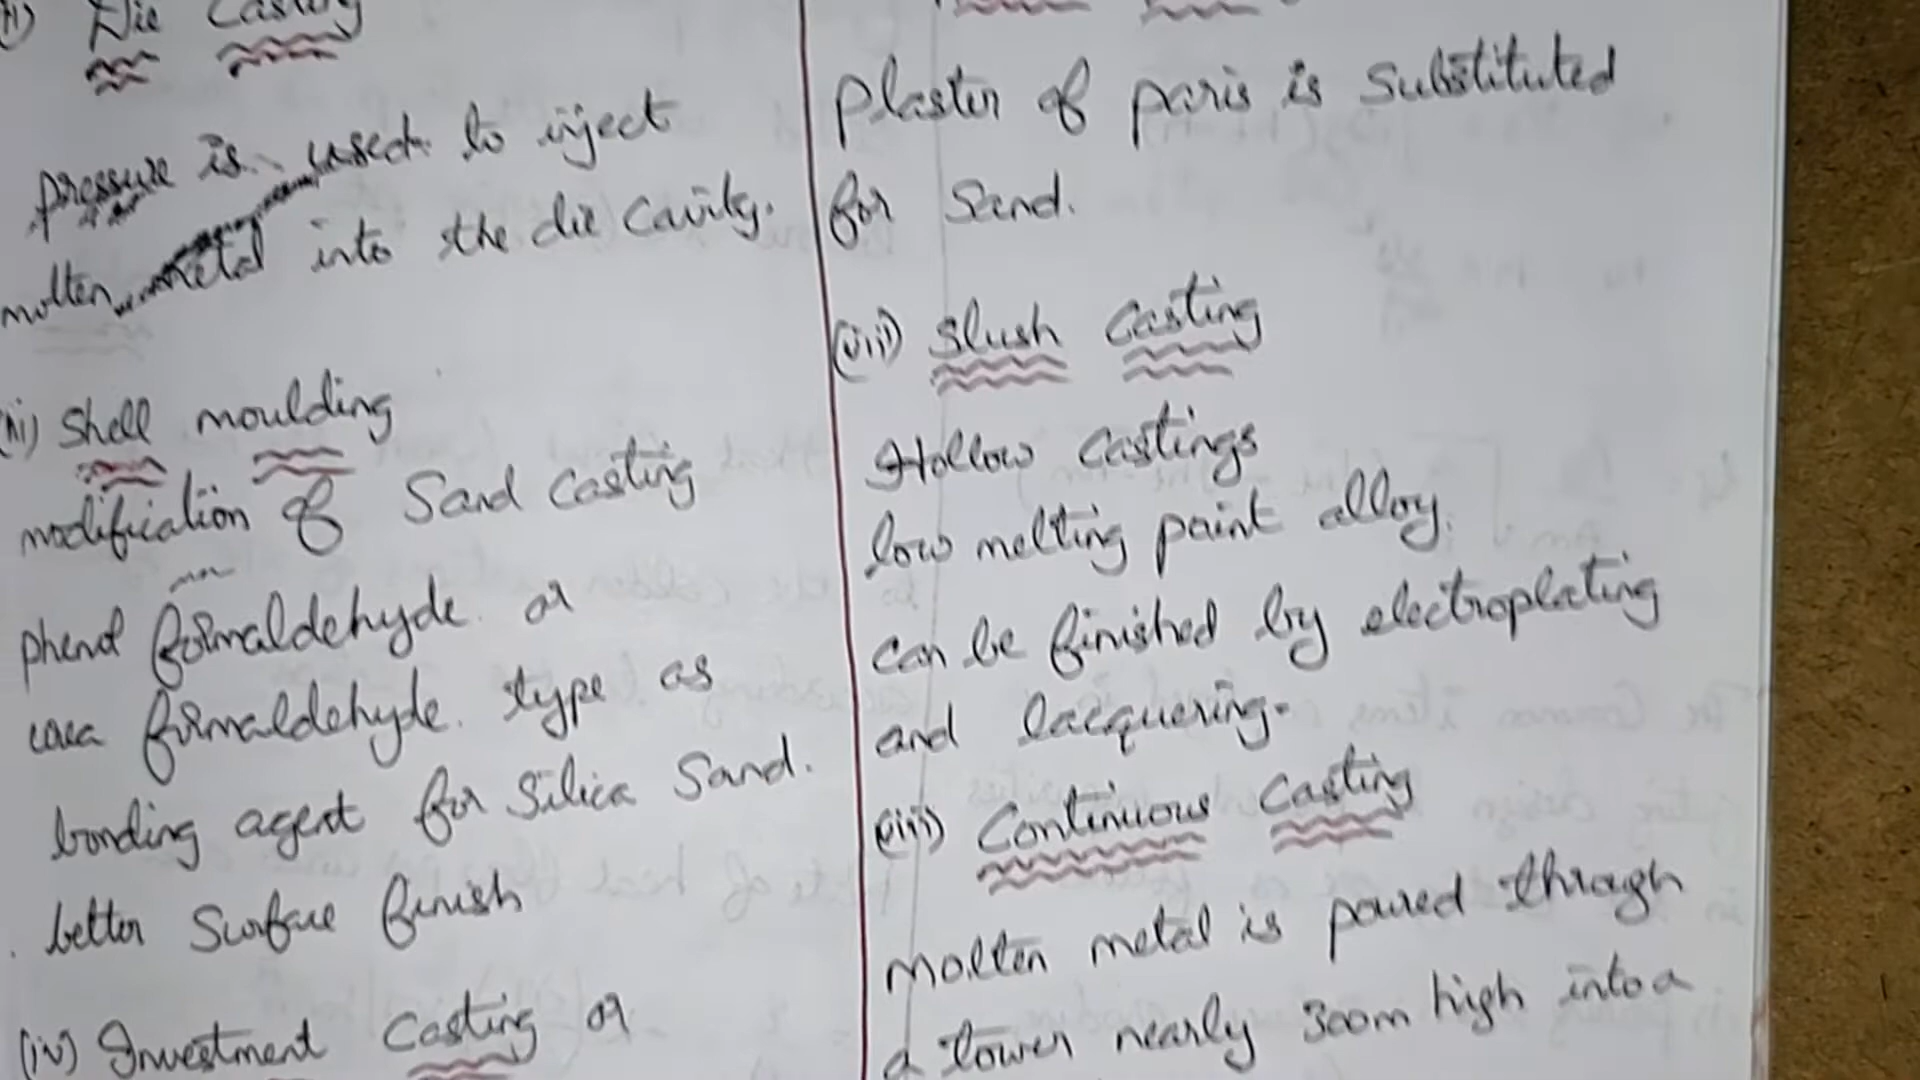 Die Casting
pressure is used to inject
molten metal into the die cavity.
(iii) Shell moulding
modification of Sand casting
phenol formaldehyde or
urea formaldehyde type as
bonding agent for Silica Sand.
better Surface finish
(iv) Investment Casting or
plaster of paris is substituted
for Sand.
(vii) Slush Casting
Hollow Castings
low melting point alloy.
can be finished by electroplating
and lacquering.
(viii) Continuous Casting
Molten metal is poured through
a tower nearly 300m high into a